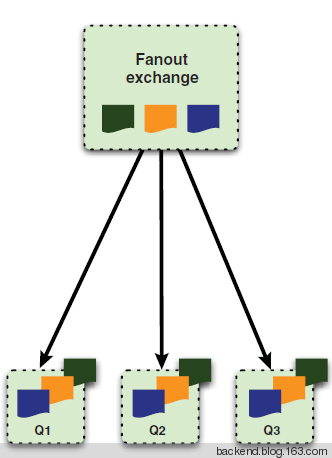 Fanout
exchange
Q1
Q2
Q3
backend.blog.163.com